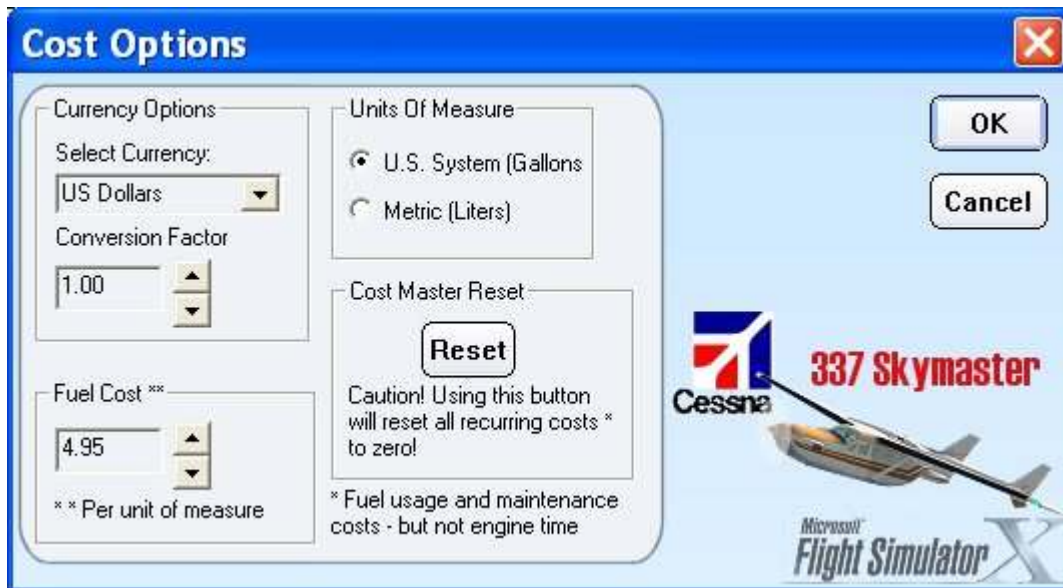 Cost Options
Currency Options
Select Currency:
US Dollars
Conversion Factor
1.00
Fuel Cost **
4.95
** Per unit of measure
Units Of Measure
U.S. System (Gallons
Metric (Liters)
Cost Master Reset
Reset
Caution! Using this button
will reset all recurring costs *
to zero!
* Fuel usage and maintenance
costs - but not engine time
OK
Cancel
Cessna
337 Skymaster
Microsoft
Flight Simulator X